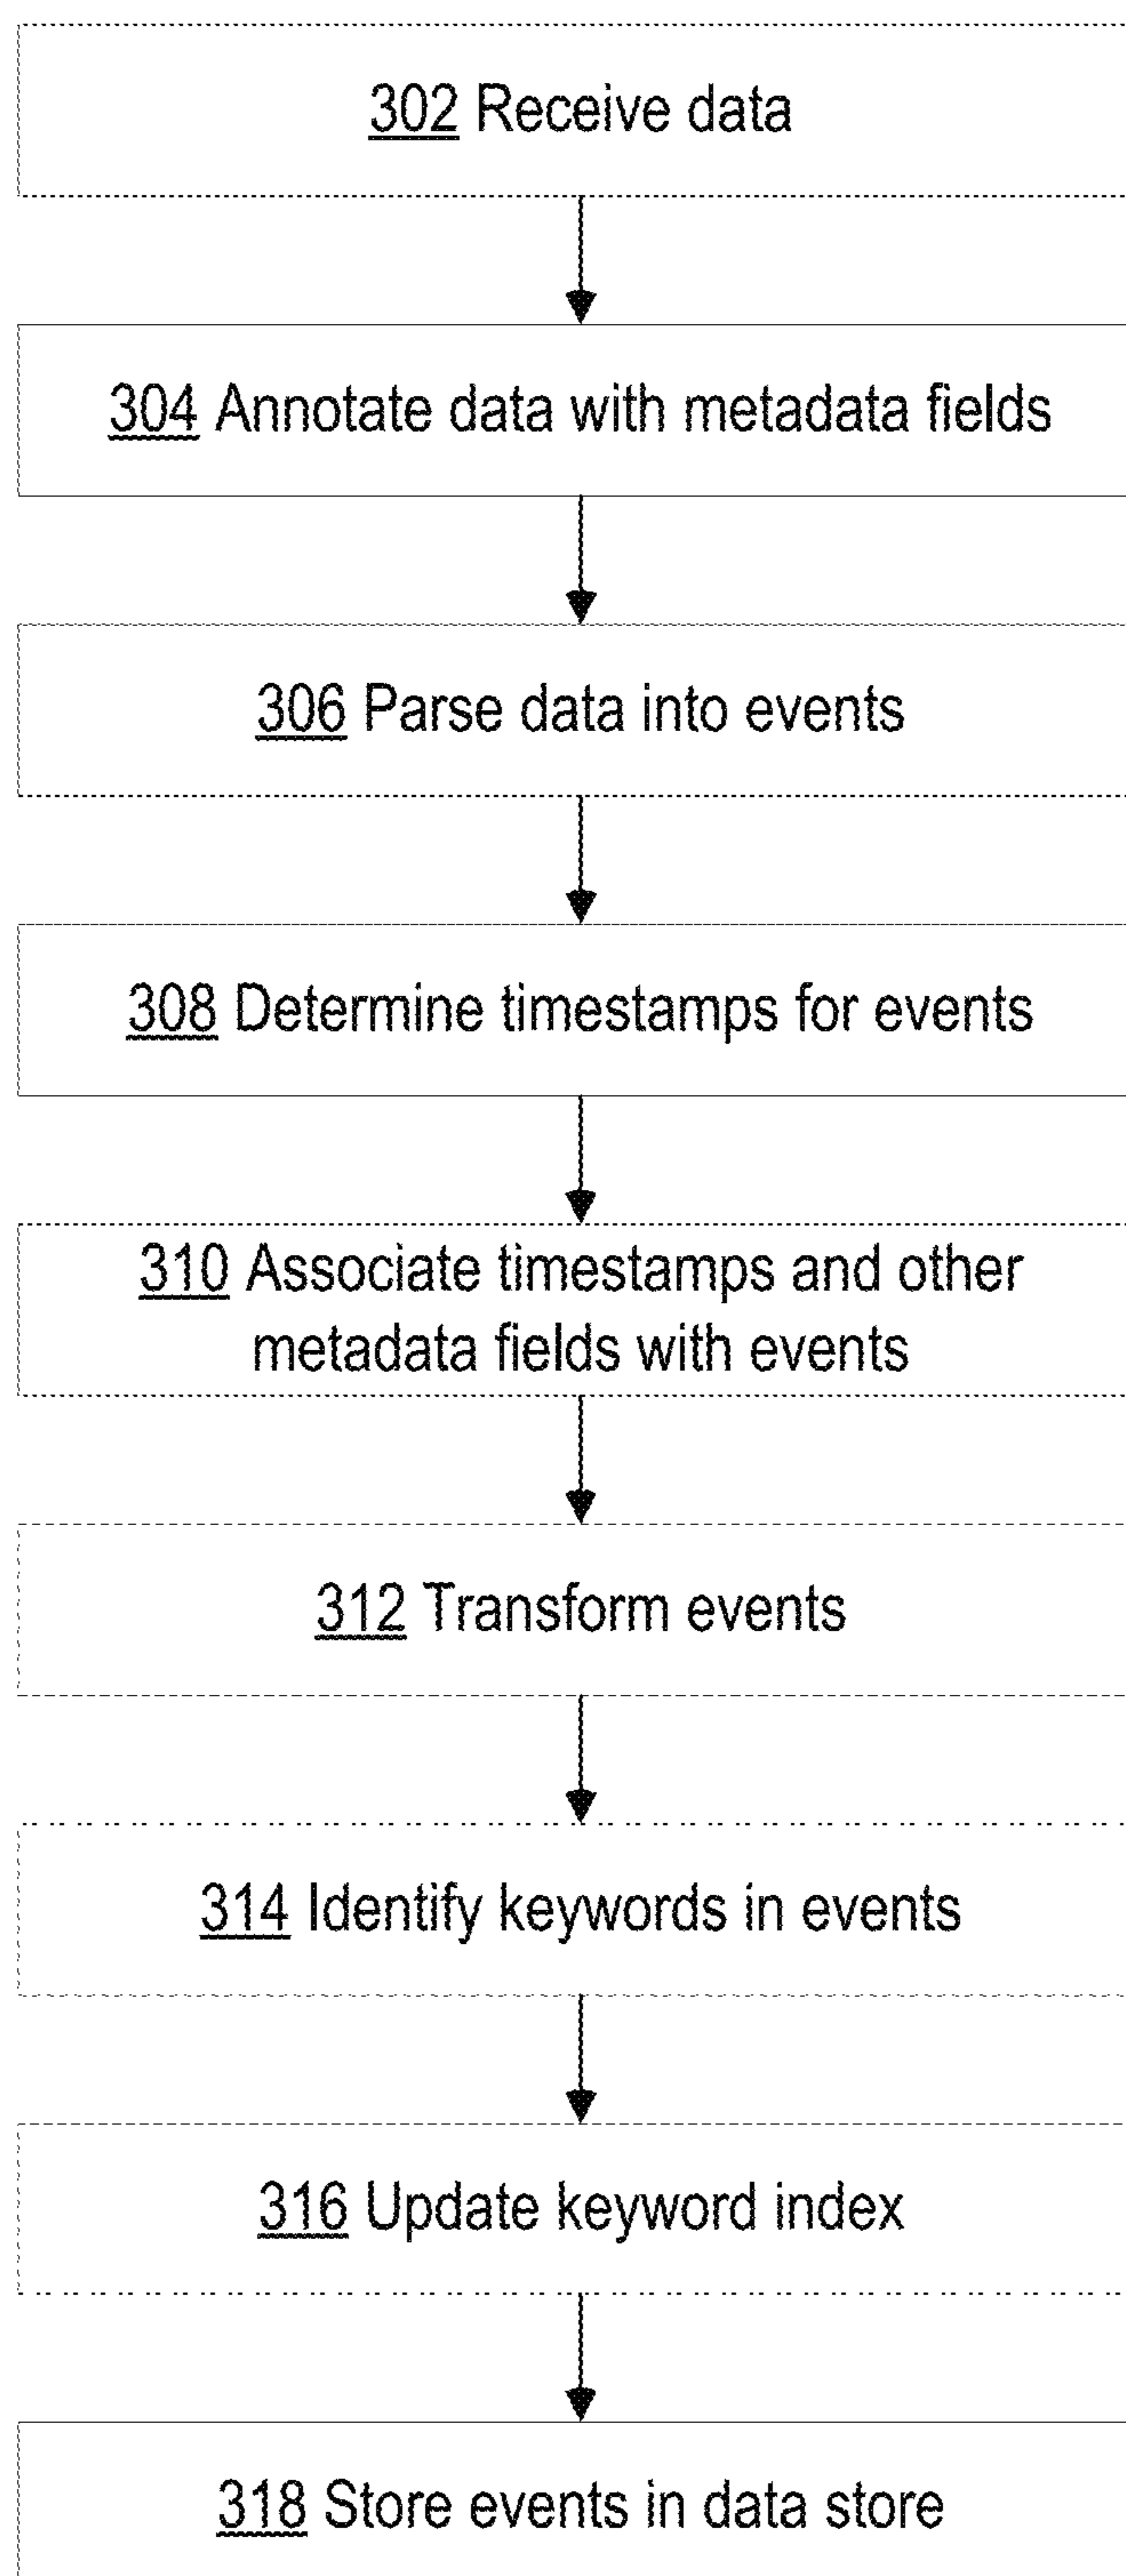 302 Receive data
304 Annotate data with metadata fields
306 Parse data into events
308 Determine timestamps for events
310 Associate timestamps and other
metadata fields with events
312 Transform events
314 Identify keywords in events
316 Update keyword index
318 Store events in data store